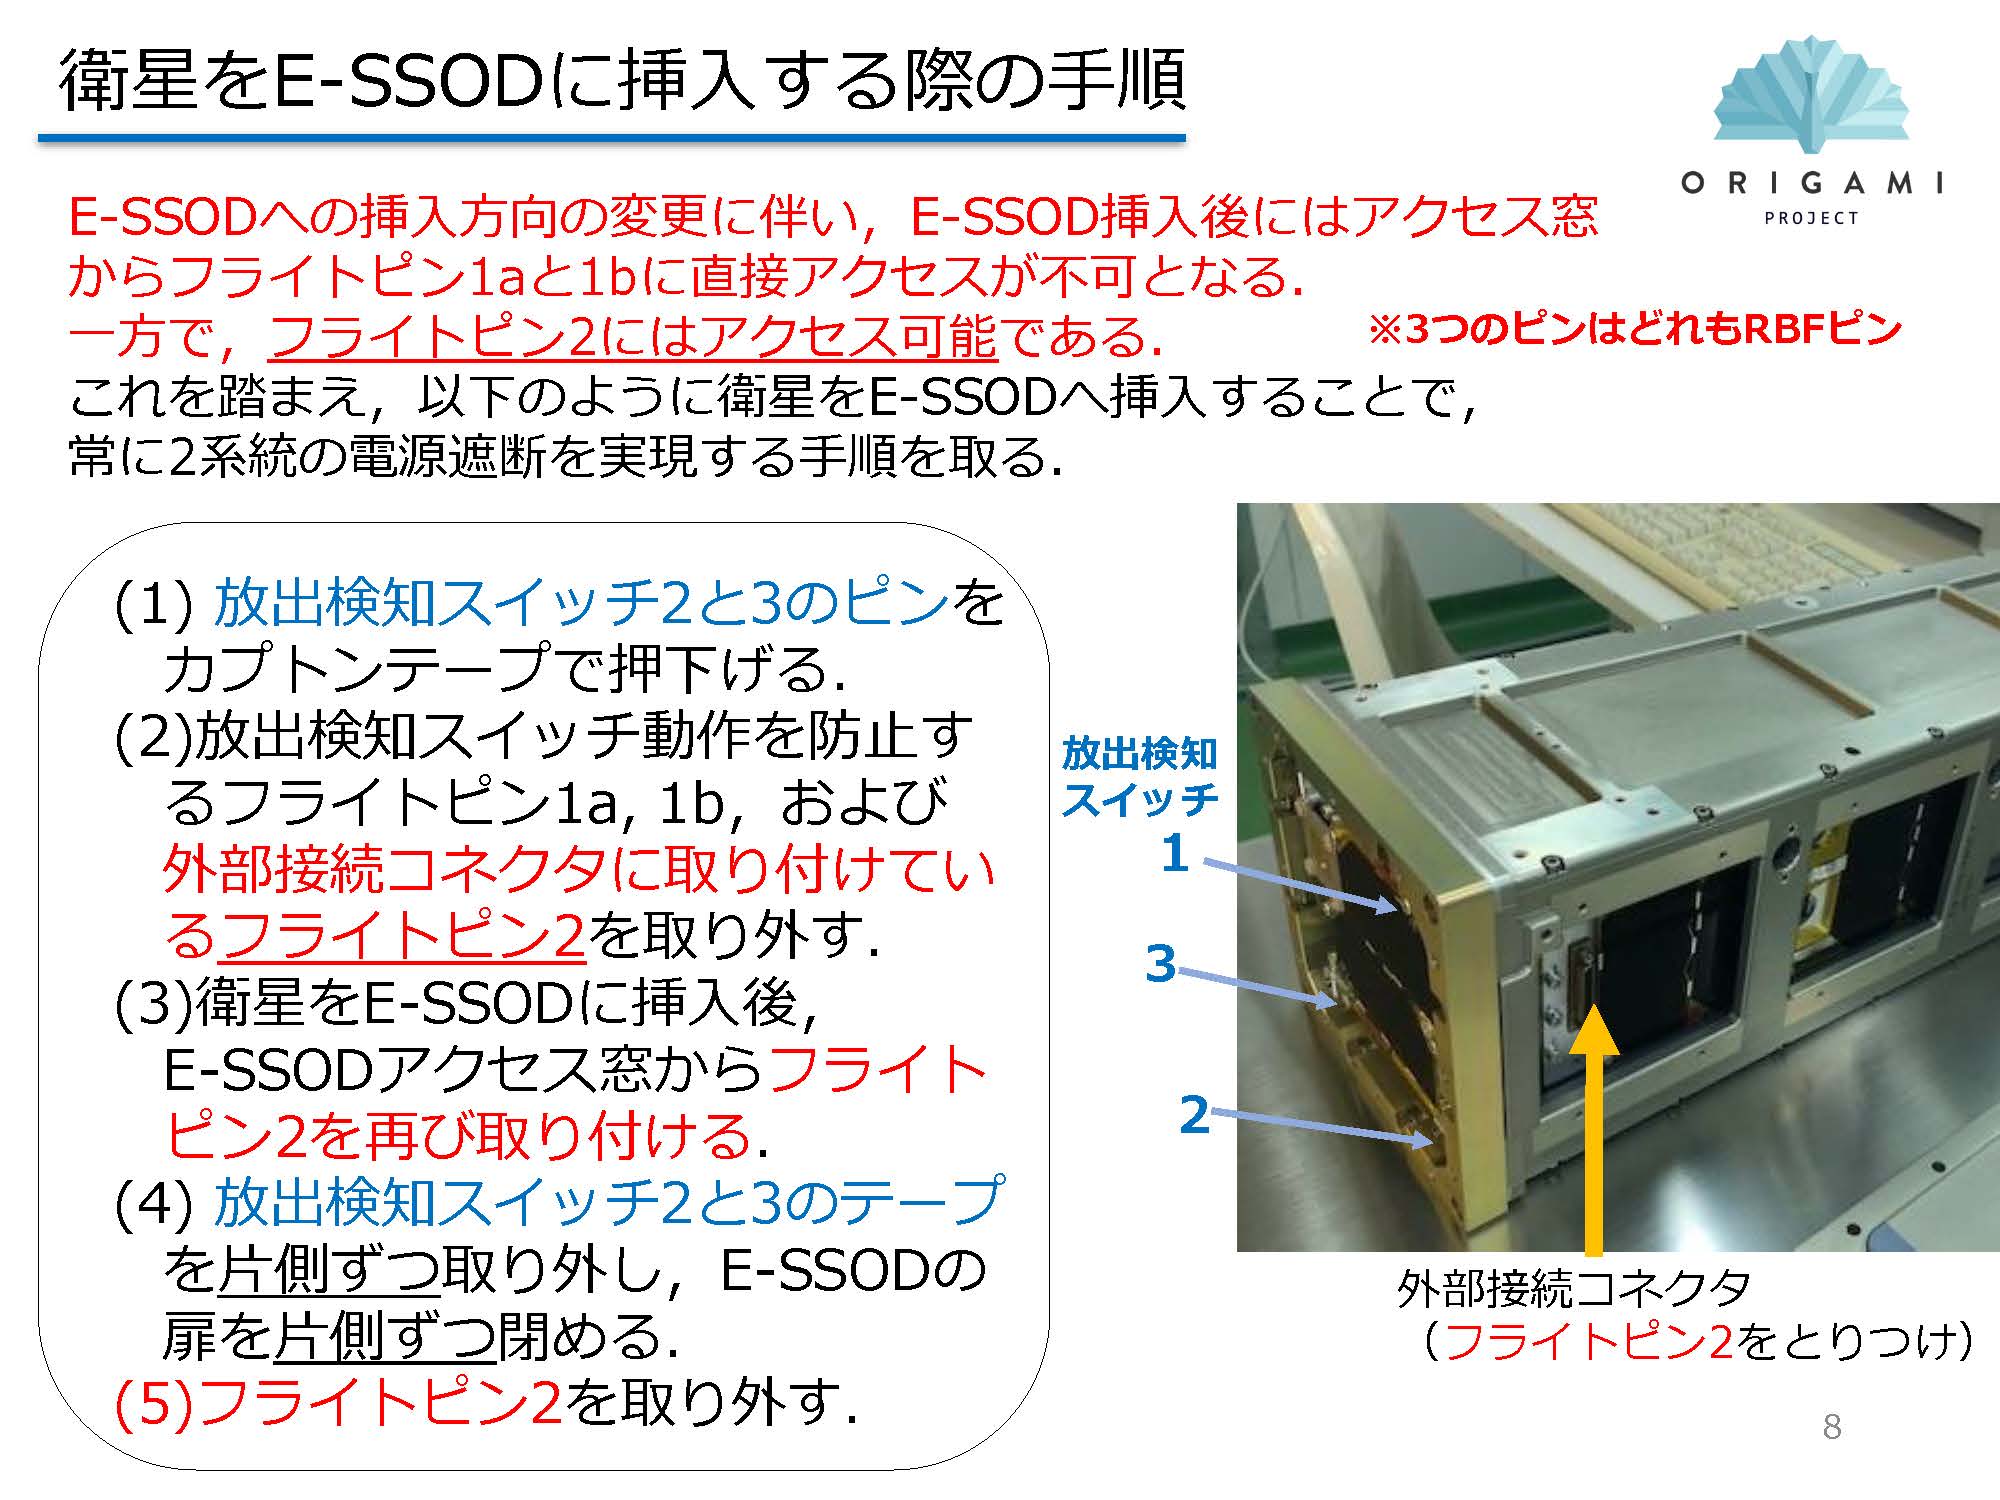 衛星をE-SSODに挿入する際の手順
ORIGAMI
PROJECT
E-SSODへの挿入方向の変更に伴い，E-SSOD挿入後にはアクセス窓
からフライトピン1aと1bに直接アクセスが不可となる．
一方で，フライトピン2にはアクセス可能である．
※3つのピンはどれもRBFピン
これを踏まえ，以下のように衛星をE-SSODへ挿入することで，
常に2系統の電源遮断を実現する手順を取る．
(1) 放出検知スイッチ2と3のピンを
カプトンテープで押下げる．
(2)放出検知スイッチ動作を防止す
るフライトピン1a, 1b，および
外部接続コネクタに取り付けてい
るフライトピン2を取り外す．
(3)衛星をE-SSODに挿入後，
E-SSODアクセス窓からフライト
ピン2を再び取り付ける．
(4) 放出検知スイッチ2と3のテープ
を片側ずつ取り外し，E-SSODの
扉を片側ずつ閉める．
(5)フライトピン2を取り外す．
放出検知
スイッチ
1
3
2
外部接続コネクタ
（フライトピン2をとりつけ）
8